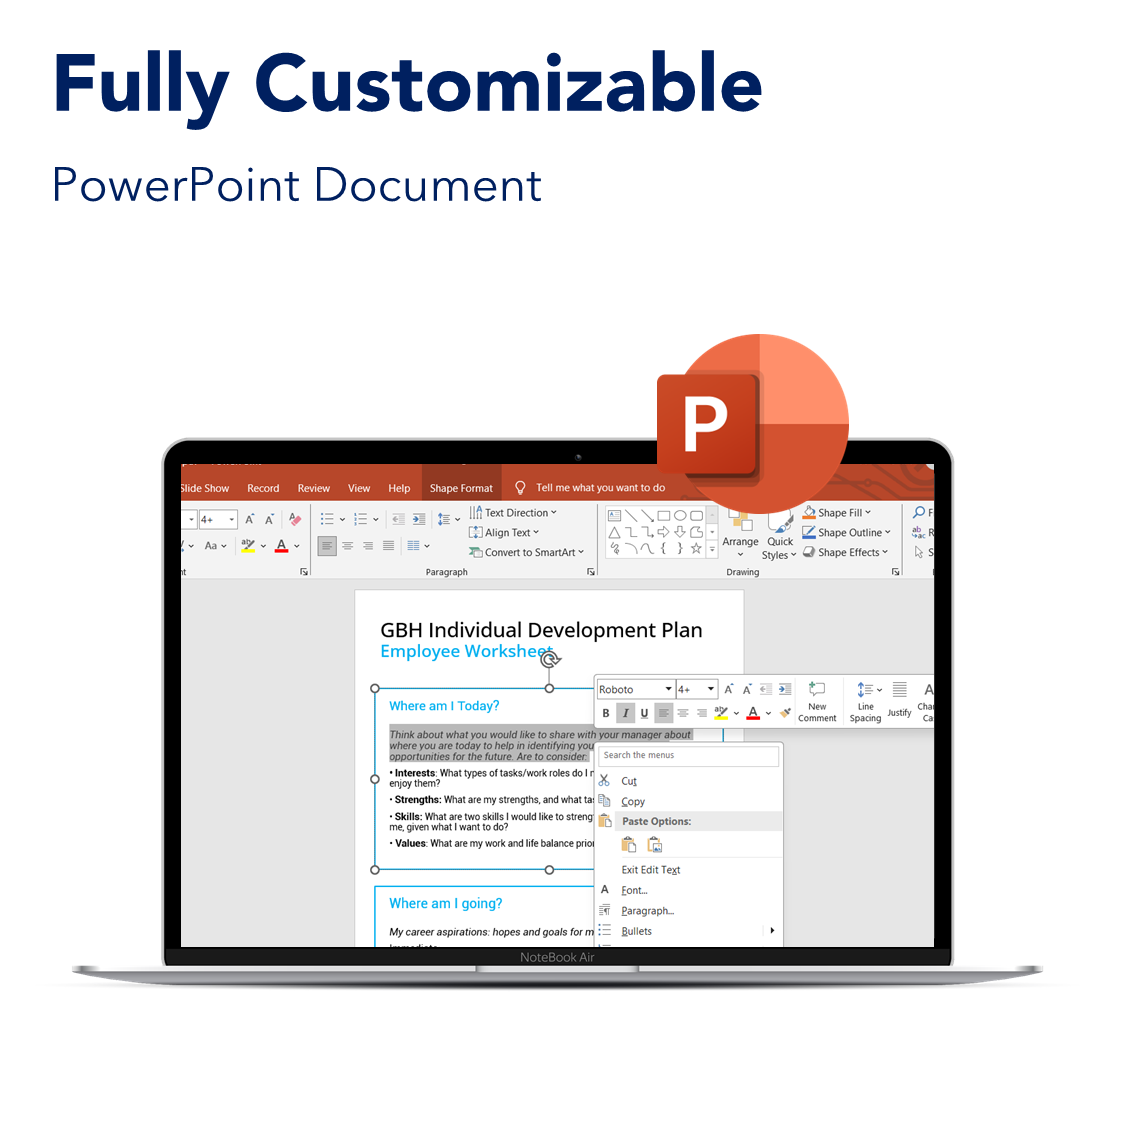 Fully Customizable
PowerPoint Document
P
Slide Show Record Review View Help Shape Format Tell me what you want to do
4+ A A Text Direction Shape Fill
Aa A Align Text Arrange Quick Styles Shape Outline
Convert to SmartArt Shape Effects
Paragraph Drawing
GBH Individual Development Plan
Employee Worksheet
Where am I Today?
Think about what you would like to share with your manager about
where you are today to help in identifying you
opportunities for the future. Are to consider:
• Interests: What types of tasks/work roles do I
enjoy them?
• Strengths: What are my strengths, and what
• Skills: What are two skills I would like to
me, given what I want to do?
• Values: What are my work and life balance
Where am I going?
My career aspirations: hopes and goals for
Roboto 4+ A A New Comment Line Spacing Justify
B I U A
Search the menus
Cut
Copy
Paste Options:
Exit Edit Text
A Font...
Paragraph...
Bullets
NoteBook Air